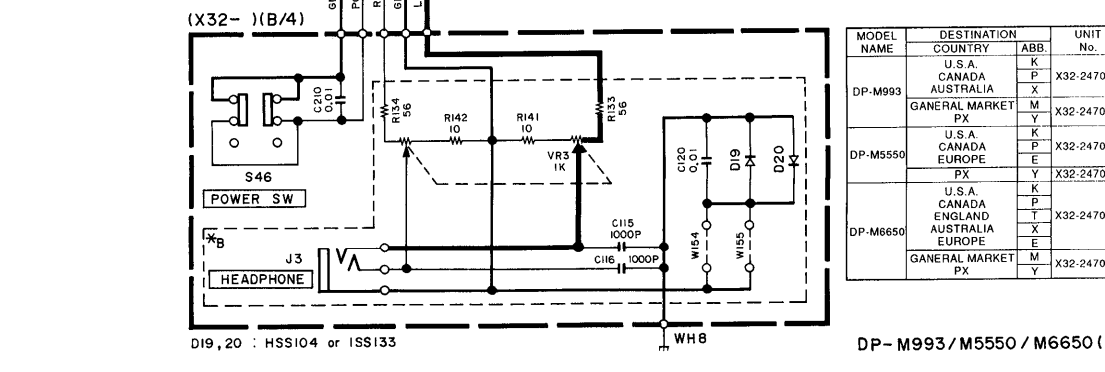 (X32- )(B/4)
C210
0.01
R134
56
R142
10
R141
10
R133
56
VR3
1K
C120
0.01
D19
D20
S46
POWER SW
*B
J3
HEADPHONE
C115
1000P
C116 1000P
W154
W155
WH8
D19,20 : HSS104 or ISS133
MODEL NAME DESTINATION UNIT No.
COUNTRY ABB.
DP-M993
U.S.A. K
CANADA P X32-2470
AUSTRALIA X
GANERAL MARKET M X32-2470
PX Y
DP-M5550
U.S.A. K
CANADA P X32-2470
EUROPE E
PX Y X32-2470
DP-M6650
U.S.A. K
CANADA P
ENGLAND T X32-2470
AUSTRALIA X
EUROPE E
GANERAL MARKET M X32-2470
PX Y
DP-M993/M5550/M6650(